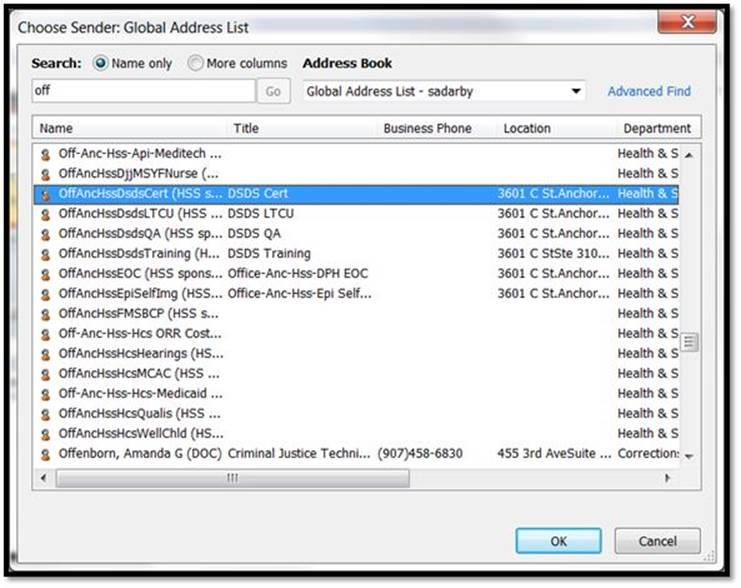 Choose Sender: Global Address List
Search: Name only More columns Address Book
off Go Global Address List - sadarby Advanced Find
Name Title Business Phone Location Department
Off-Anc-Hss-Api-Meditech ... Health & S
OffAncHssDjjMSYFNurse (... Health & S
OffAncHssDsdsCert (HSS s... DSDS Cert 3601 C St.Anchor... Health & S
OffAncHssDsdsLTCU (HSS ... DSDS LTCU 3601 C St.Anchor... Health & S
OffAncHssDsdsQA (HSS sp... DSDS QA 3601 C St.Anchor... Health & S
OffAncHssDsdsTraining (H... DSDS Training 3601 C StSte 310... Health & S
OffAncHssEOC (HSS spons... Office-Anc-Hss-DPH EOC 3601 C St.Anchor... Health & S
OffAncHssEpiSelfImg (HSS... Office-Anc-Hss-Epi Self... 3601 C St.Anchor... Health & S
OffAncHssFMSBCP (HSS s... Health & S
Off-Anc-Hss-Hcs ORR Cost... Health & S
OffAncHssHcsHearings (HS... Health & S
OffAncHssHcsMCAC (HSS ... Health & S
Off-Anc-Hss-Hcs-Medicaid ... Health & S
OffAncHssHcsQualis (HSS ... Health & S
OffAncHssHcsWellChld (HS... Health & S
Offenborn, Amanda G (DOC) Criminal Justice Techni... (907)458-6830 455 3rd AveSuite ... Corrections
OK Cancel